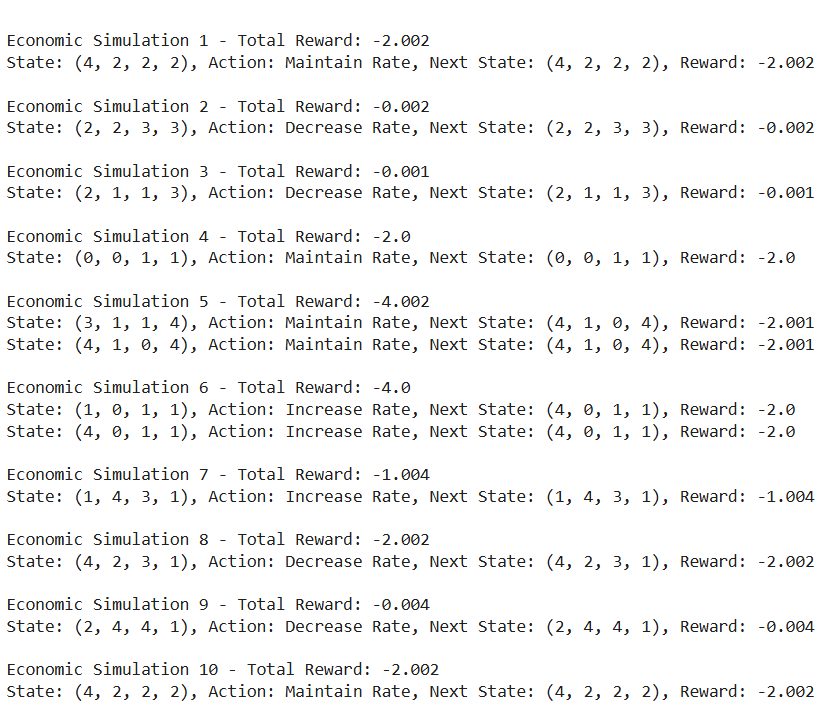 Economic Simulation 1 - Total Reward: -2.002
State: (4, 2, 2, 2), Action: Maintain Rate, Next State: (4, 2, 2, 2), Reward: -2.002
Economic Simulation 2 - Total Reward: -0.002
State: (2, 2, 3, 3), Action: Decrease Rate, Next State: (2, 2, 3, 3), Reward: -0.002
Economic Simulation 3 - Total Reward: -0.001
State: (2, 1, 1, 3), Action: Decrease Rate, Next State: (2, 1, 1, 3), Reward: -0.001
Economic Simulation 4 - Total Reward: -2.0
State: (0, 0, 1, 1), Action: Maintain Rate, Next State: (0, 0, 1, 1), Reward: -2.0
Economic Simulation 5 - Total Reward: -4.002
State: (3, 1, 1, 4), Action: Maintain Rate, Next State: (4, 1, 0, 4), Reward: -2.001
State: (4, 1, 0, 4), Action: Maintain Rate, Next State: (4, 1, 0, 4), Reward: -2.001
Economic Simulation 6 - Total Reward: -4.0
State: (1, 0, 1, 1), Action: Increase Rate, Next State: (4, 0, 1, 1), Reward: -2.0
State: (4, 0, 1, 1), Action: Increase Rate, Next State: (4, 0, 1, 1), Reward: -2.0
Economic Simulation 7 - Total Reward: -1.004
State: (1, 4, 3, 1), Action: Increase Rate, Next State: (1, 4, 3, 1), Reward: -1.004
Economic Simulation 8 - Total Reward: -2.002
State: (4, 2, 3, 1), Action: Decrease Rate, Next State: (4, 2, 3, 1), Reward: -2.002
Economic Simulation 9 - Total Reward: -0.004
State: (2, 4, 4, 1), Action: Decrease Rate, Next State: (2, 4, 4, 1), Reward: -0.004
Economic Simulation 10 - Total Reward: -2.002
State: (4, 2, 2, 2), Action: Maintain Rate, Next State: (4, 2, 2, 2), Reward: -2.002